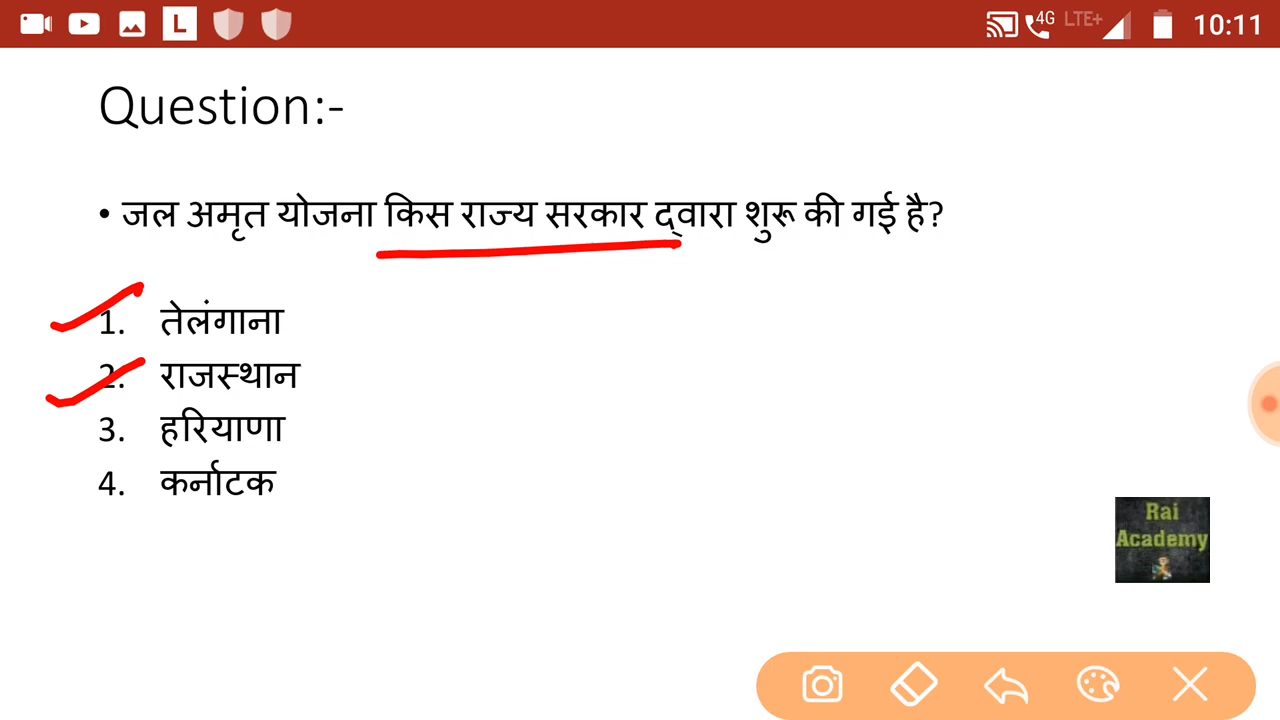 L 4G LTE+ 10:11
Question:-
• जल अमृत योजना किस राज्य सरकार द्वारा शुरू की गई है?
1. तेलंगाना
2. राजस्थान
3. हरियाणा
4. कर्नाटक
Rai
Academy